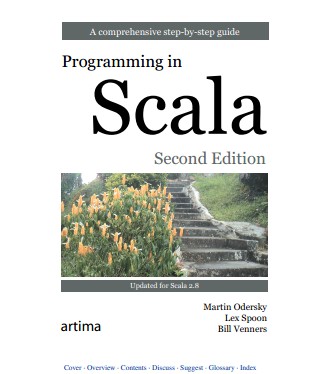 A comprehensive step-by-step guide
Programming in
Scala
Second Edition
Updated for Scala 2.8
Martin Odersky
Lex Spoon
Bill Venners
artima
Cover · Overview · Contents · Discuss · Suggest · Glossary · Index